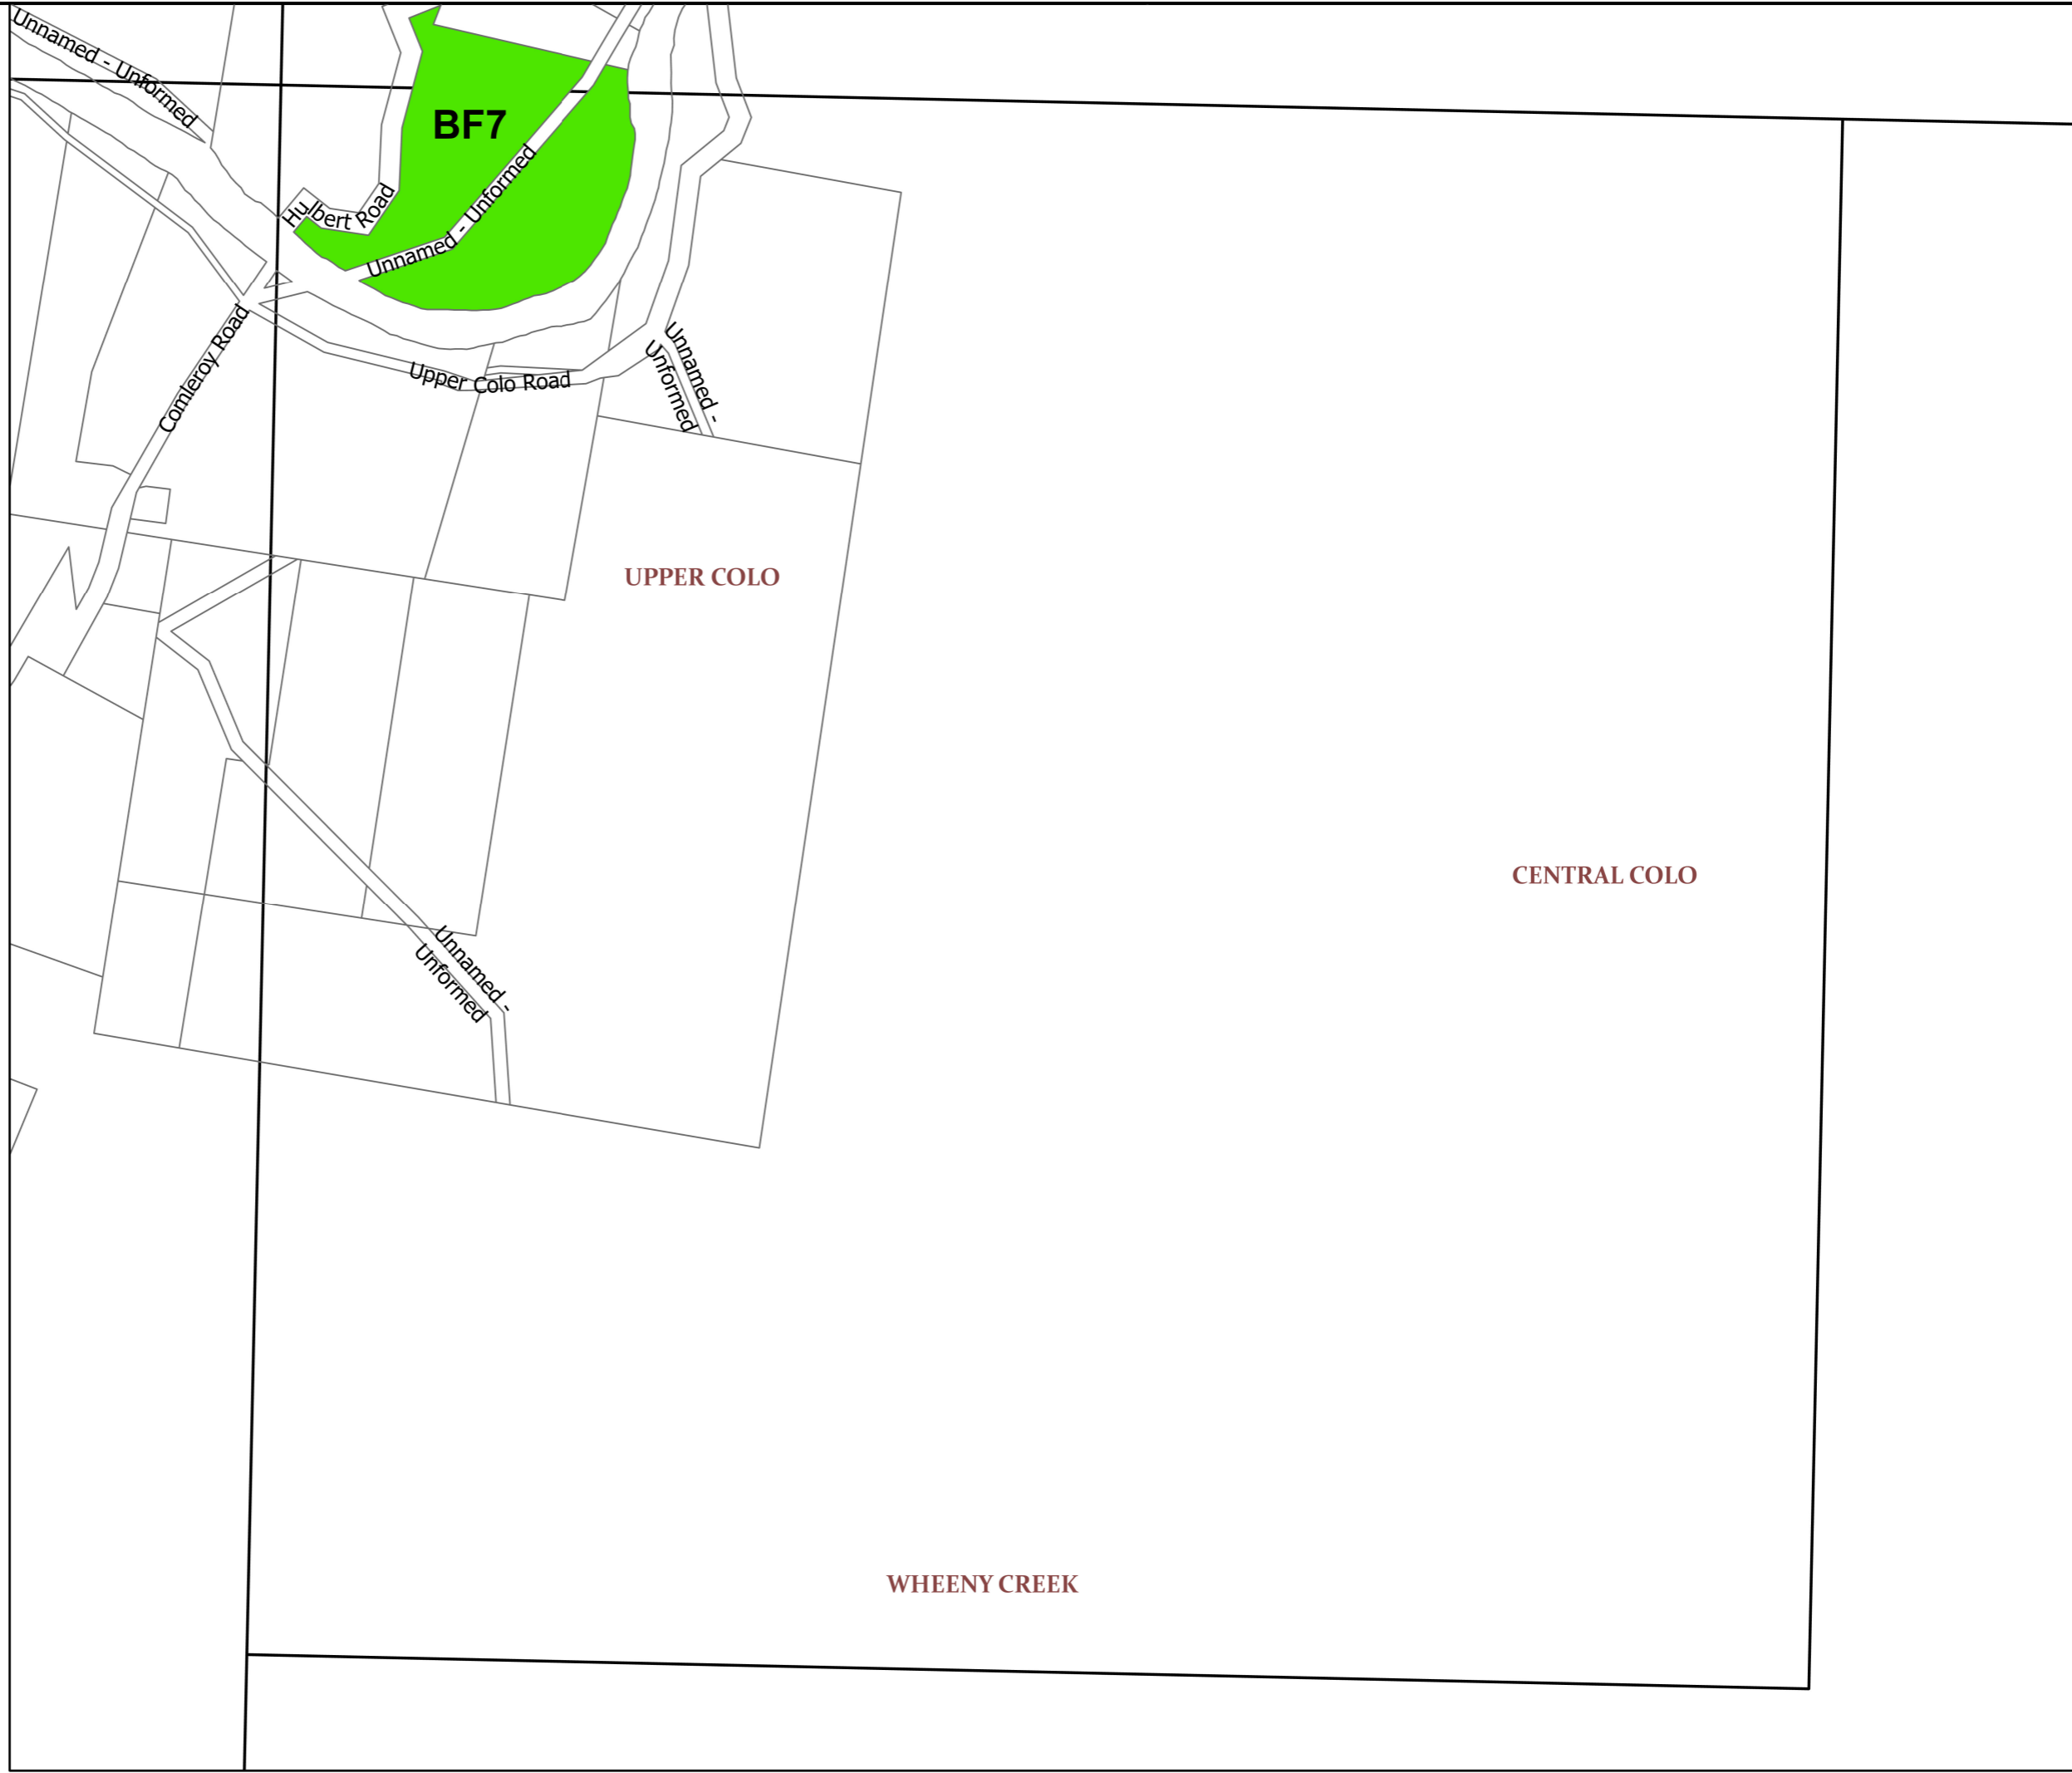 Unnamed - Unformed
BF7
Hulbert Road
Unnamed - Unformed
Comleroy Road
Upper Colo Road
Unnamed -
Unformed
UPPER COLO
CENTRAL COLO
Unnamed -
Unformed
WHEENY CREEK